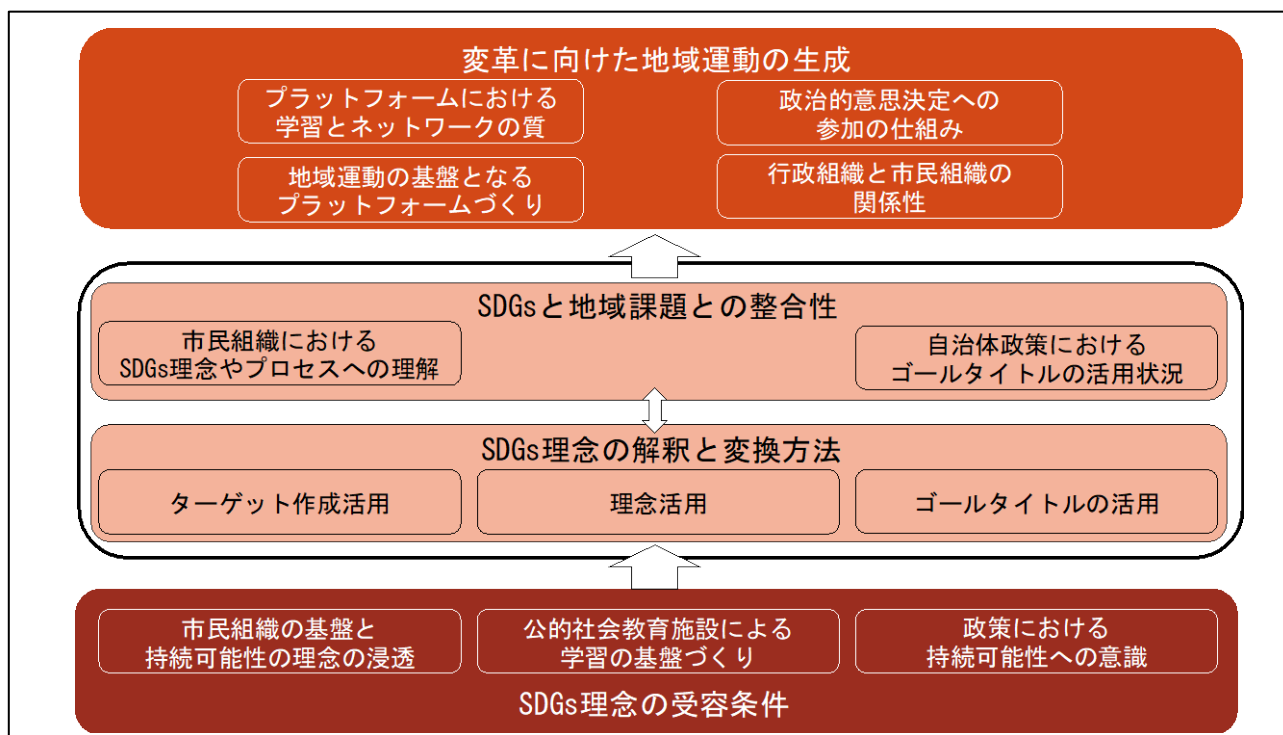 変革に向けた地域運動の生成
プラットフォームにおける
学習とネットワークの質
政治的意思決定への
参加の仕組み
地域運動の基盤となる
プラットフォームづくり
行政組織と市民組織の
関係性
SDGsと地域課題との整合性
市民組織における
SDGs理念やプロセスへの理解
自治体政策における
ゴールタイトルの活用状況
SDGs理念の解釈と変換方法
ターゲット作成活用
理念活用
ゴールタイトルの活用
市民組織の基盤と
持続可能性の理念の浸透
公的社会教育施設による
学習の基盤づくり
政策における
持続可能性への意識
SDGs理念の受容条件